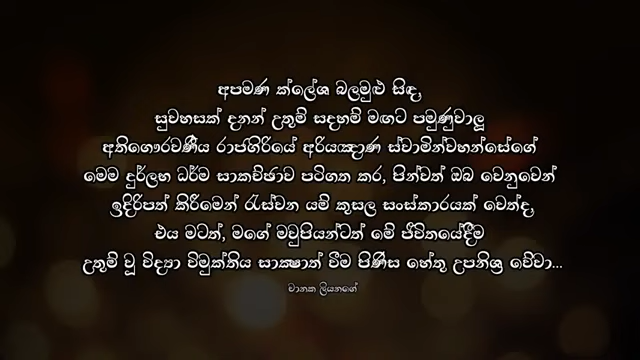 අපමණ ක්ලේශ බලමුළු සිඳ,
සුවහසක් දනන් උතුම් සදහම් මඟට පමුණුවාලූ
අතිගෞරවණීය රාජගිරියේ අරියඤාණ ස්වාමින්වහන්සේගේ
මෙම දුර්ලභ ධර්ම සාකච්ඡාව පටිගත කර, පින්වත් ඔබ වෙනුවෙන්
ඉදිරිපත් කිරීමෙන් රැස්වන යම් කුසල සංස්කාරයක් වෙත්ද,
එය මටත්, මගේ මවුපියන්ටත් මේ ජීවිතයේදීම
උතුම් වූ විද්‍යා විමුක්තිය සාක්‍ෂාත් වීම පිණිස හේතු උපනිශ්‍ර වේවා...
චානක ලියනගේ